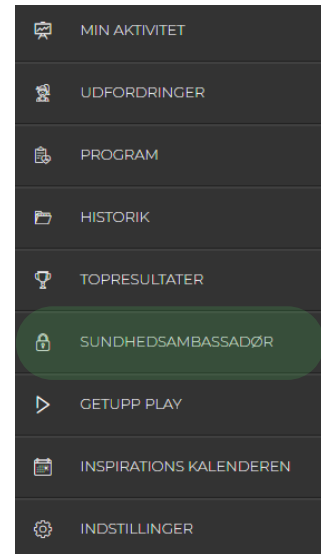 MIN AKTIVITET
UDFORDRINGER
PROGRAM
HISTORIK
TOPRESULTATER
SUNDHEDSAMBASSADØR
GETUPP PLAY
INSPIRATIONS KALENDEREN
INDSTILLINGER